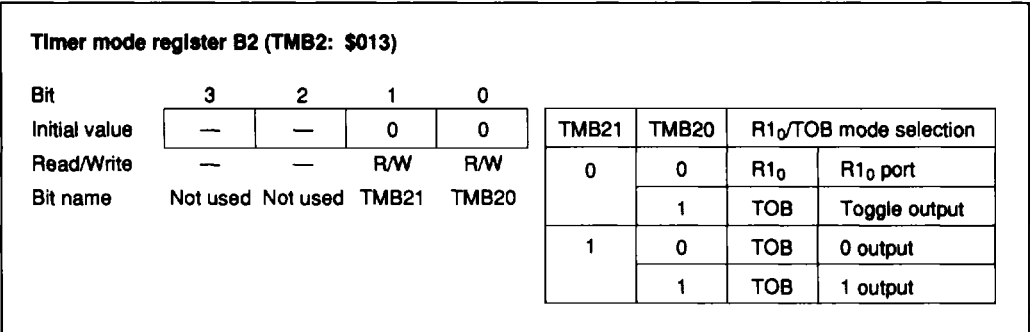 Timer mode register B2 (TMB2: $013)
Bit 3 2 1 0
Initial value — — 0 0
Read/Write — — R/W R/W
Bit name Not used Not used TMB21 TMB20
TMB21 TMB20 R1₀/TOB mode selection
0 0 R1₀ R1₀ port
1 TOB Toggle output
1 0 TOB 0 output
1 TOB 1 output